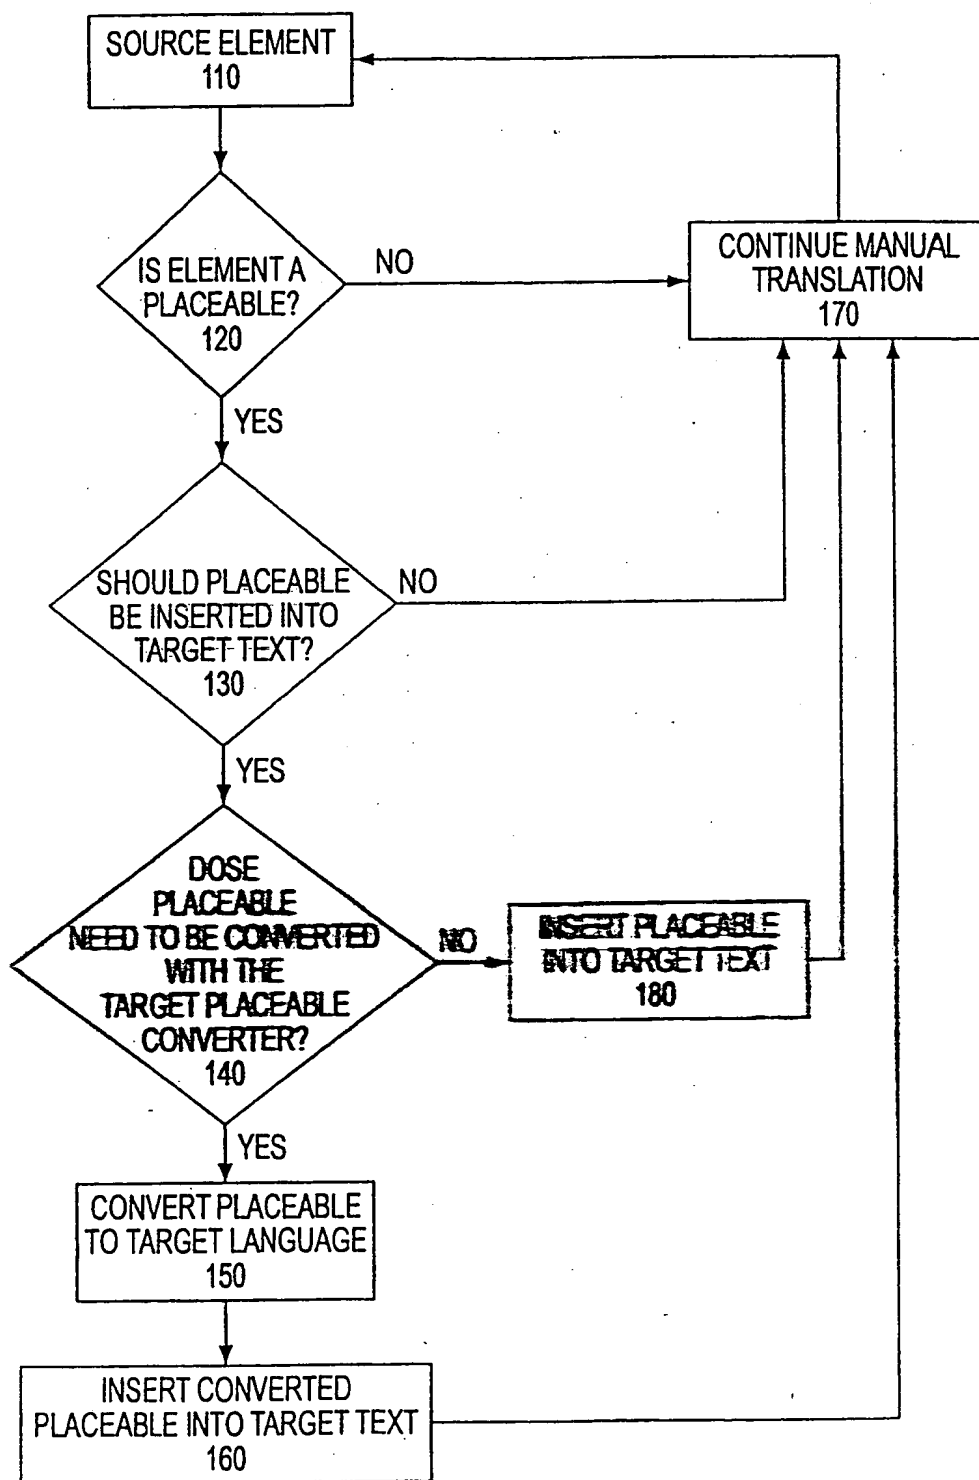 SOURCE ELEMENT
110
IS ELEMENT A
PLACEABLE?
120
NO
CONTINUE MANUAL
TRANSLATION
170
YES
SHOULD PLACEABLE
BE INSERTED INTO
TARGET TEXT?
130
NO
YES
DOSE
PLACEABLE
NEED TO BE CONVERTED
WITH THE
TARGET PLACEABLE
CONVERTER?
140
NO
INSERT PLACEABLE
INTO TARGET TEXT
180
YES
CONVERT PLACEABLE
TO TARGET LANGUAGE
150
INSERT CONVERTED
PLACEABLE INTO TARGET TEXT
160